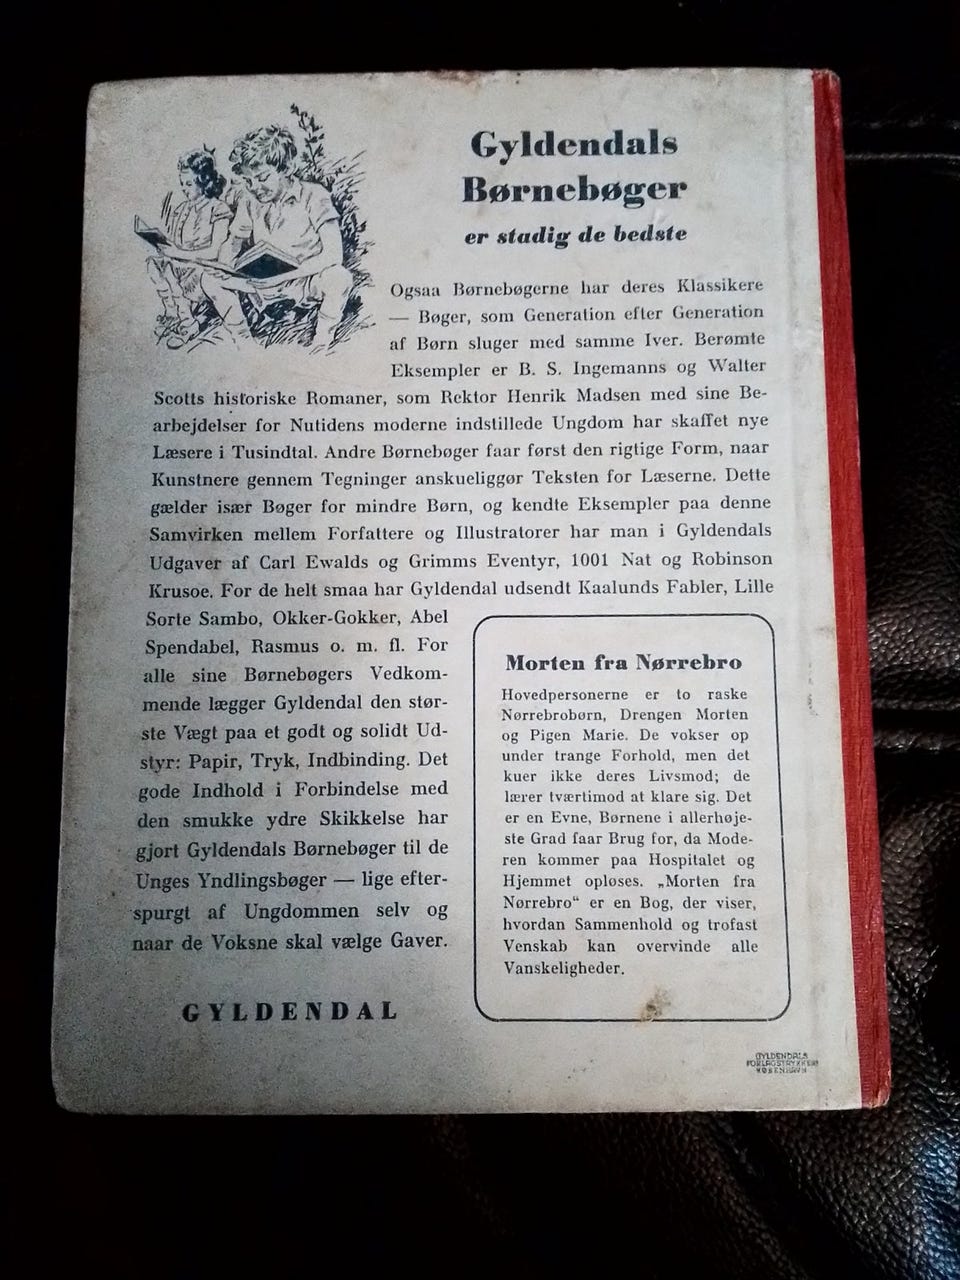 Gyldendals
Børnebøger
er stadig de bedste
Ogsaa Børnebøgerne har deres Klassikere
— Bøger, som Generation efter Generation
af Børn sluger med samme Iver. Berømte
Eksempler er B. S. Ingemanns og Walter
Scotts historiske Romaner, som Rektor Henrik Madsen med sine Be-
arbejdelser for Nutidens moderne indstillede Ungdom har skaffet nye
Læsere i Tusindtal. Andre Børnebøger faar først den rigtige Form, naar
Kunstnere gennem Tegninger anskueliggør Teksten for Læserne. Dette
gælder især Bøger for mindre Børn, og kendte Eksempler paa denne
Samvirken mellem Forfattere og Illustratorer har man i Gyldendals
Udgaver af Carl Ewalds og Grimms Eventyr, 1001 Nat og Robinson
Krusoe. For de helt smaa har Gyldendal udsendt Kaalunds Fabler, Lille
Sorte Sambo, Okker-Gokker, Abel
Spendabel, Rasmus o. m. fl. For
alle sine Børnebøgers Vedkom-
mende lægger Gyldendal den stør-
ste Vægt paa et godt og solidt Ud-
styr: Papir, Tryk, Indbinding. Det
gode Indhold i Forbindelse med
den smukke ydre Skikkelse har
gjort Gyldendals Børnebøger til de
Unges Yndlingsbøger — lige efter-
spurgt af Ungdommen selv og
naar de Voksne skal vælge Gaver.
GYLDENDAL
Morten fra Nørrebro
Hovedpersonerne er to raske
Nørrebrobørn, Drengen Morten
og Pigen Marie. De vokser op
under trange Forhold, men det
kuer ikke deres Livsmod; de
lærer tværtimod at klare sig. Det
er en Evne, Børnene i allerhøje-
ste Grad faar Brug for, da Mode-
ren kommer paa Hospitalet og
Hjemmet opløses. „Morten fra
Nørrebro“ er en Bog, der viser,
hvordan Sammenhold og trofast
Venskab kan overvinde alle
Vanskeligheder.
GYLDENDALS
FORLAGSTRYKKERI
KØBENHAVN